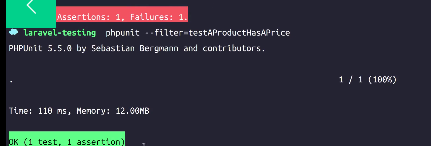 Assertions: 1, Failures: 1.
laravel-testing phpunit --filter=testAProductHasAPrice
PHPUnit 5.5.0 by Sebastian Bergmann and contributors.
. 1 / 1 (100%)
Time: 110 ms, Memory: 12.00MB
OK (1 test, 1 assertion)